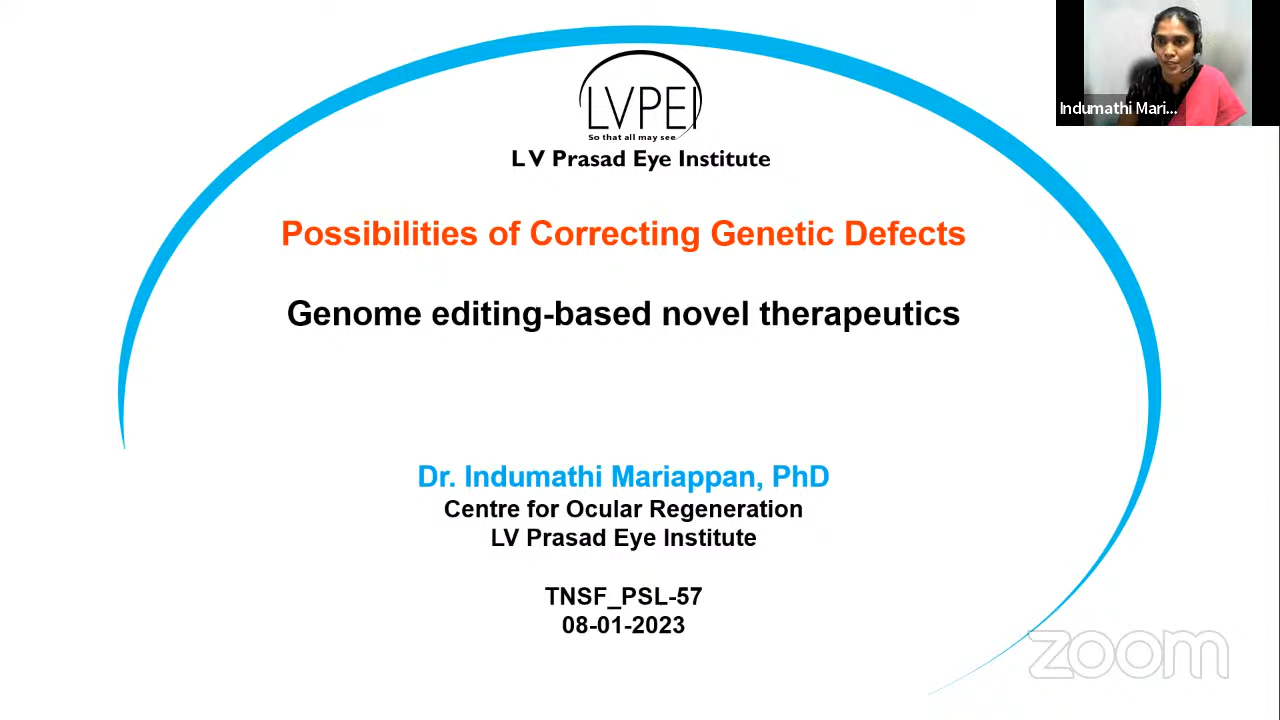 LVPEI
So that all may see
L V Prasad Eye Institute
Indumathi Mari...
Possibilities of Correcting Genetic Defects
Genome editing-based novel therapeutics
Dr. Indumathi Mariappan, PhD
Centre for Ocular Regeneration
LV Prasad Eye Institute
TNSF_PSL-57
08-01-2023
zoom